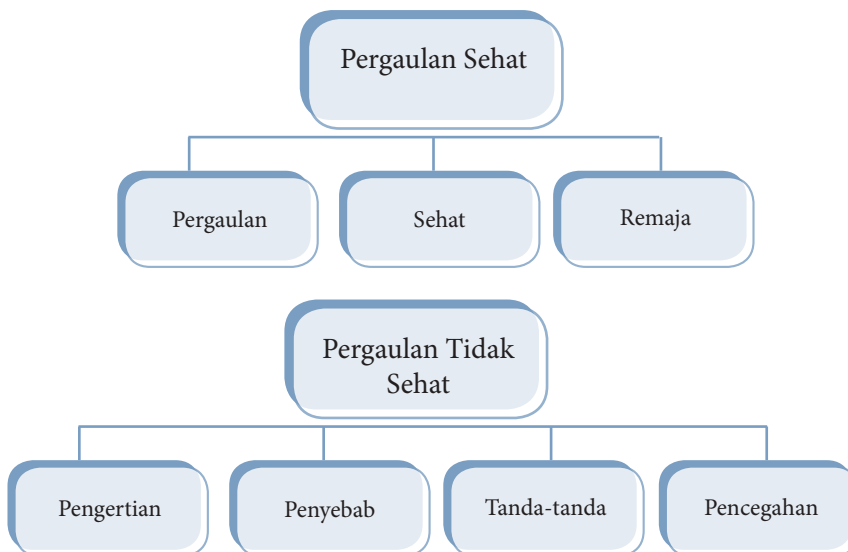 Pergaulan Sehat
Pergaulan
Sehat
Remaja
Pergaulan Tidak
Sehat
Pengertian
Penyebab
Tanda-tanda
Pencegahan